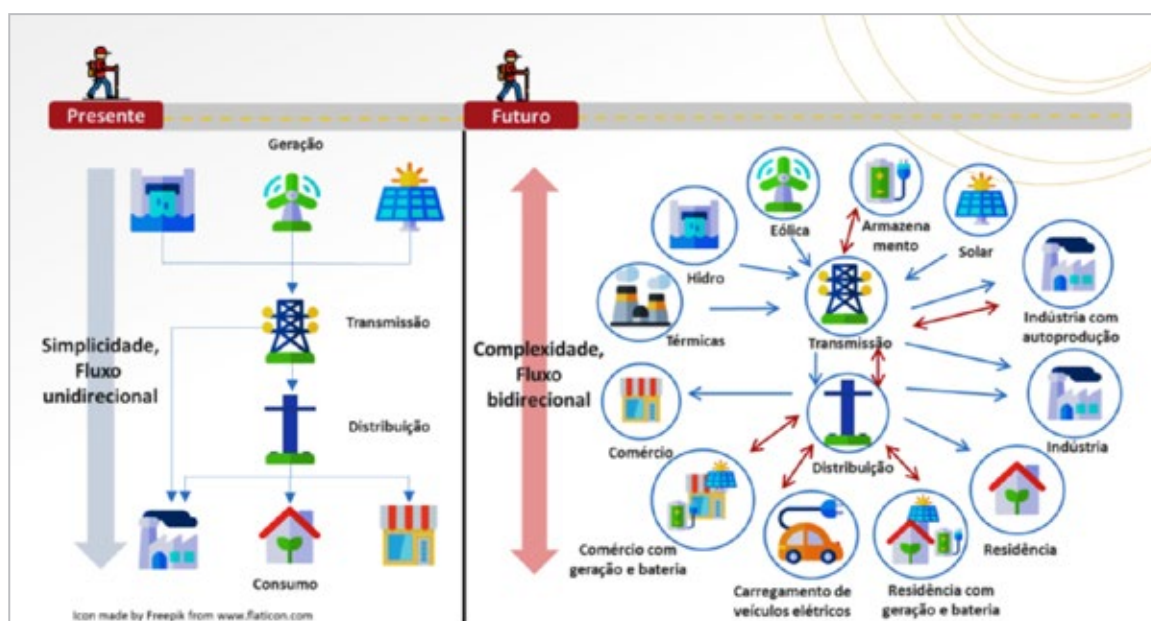 Presente
Futuro
Geração
Transmissão
Simplicidade,
Fluxo
unidirecional
Distribuição
Consumo
Icon made by Freepik from www.flaticon.com
Complexidade,
Fluxo
bidirecional
Eólica
Armazena
mento
Solar
Hidro
Térmicas
Transmissão
Indústria com
autoprodução
Comércio
Distribuição
Indústria
Residência
Comércio com
geração e bateria
Carregamento de
veículos elétricos
Residência com
geração e bateria